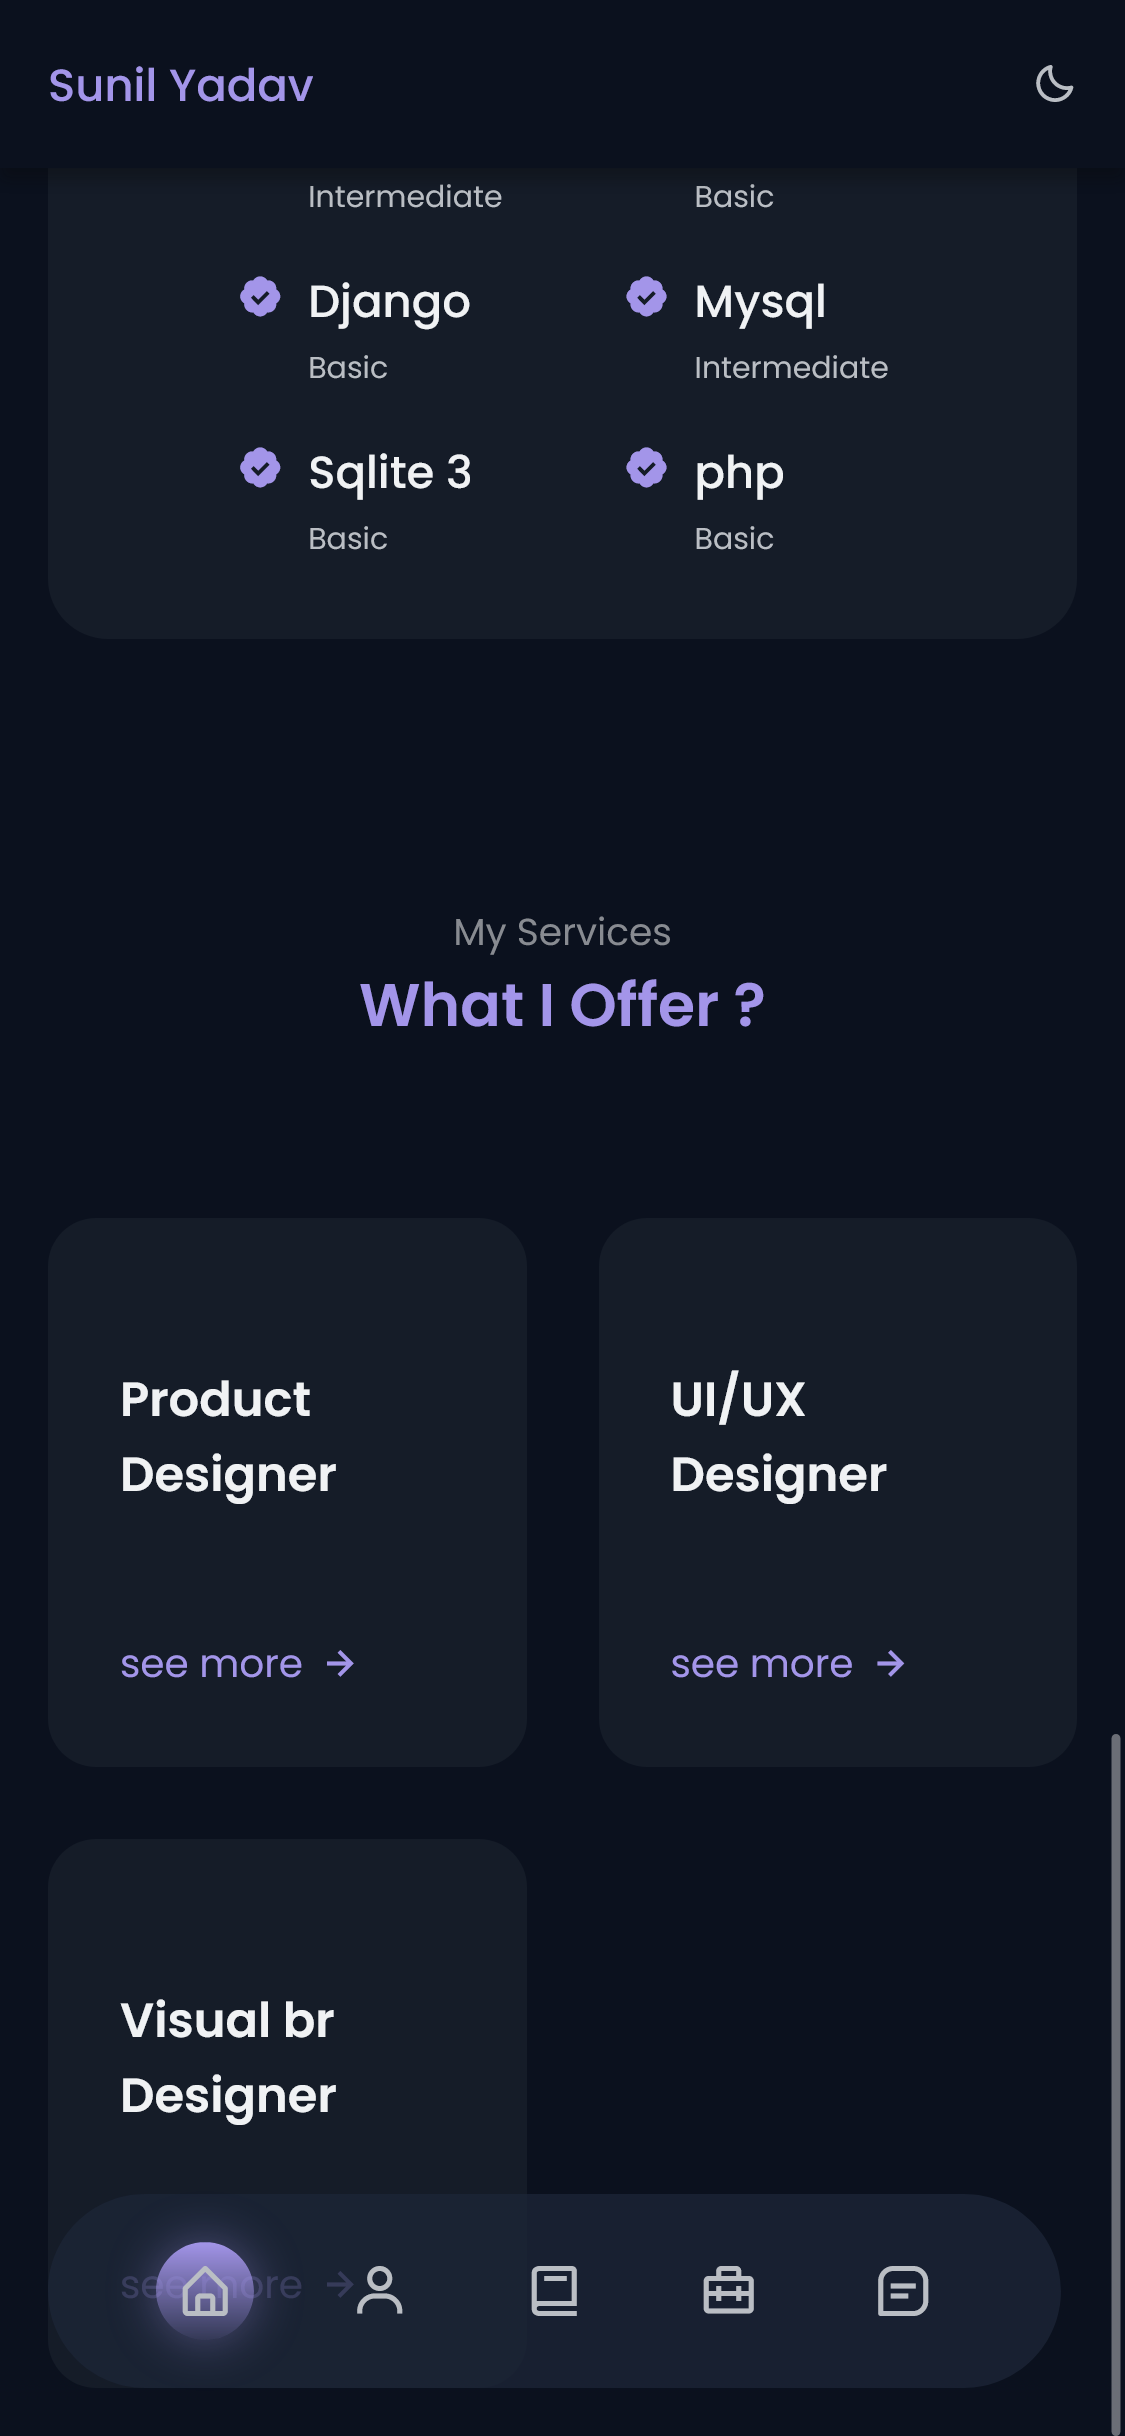 Sunil Yadav
Intermediate
Basic
Django
Mysql
Basic
Intermediate
Sqlite 3
php
Basic
Basic
My Services
What I Offer ?
Product
Designer
see more
UI/UX
Designer
see more
Visual br
Designer
see more